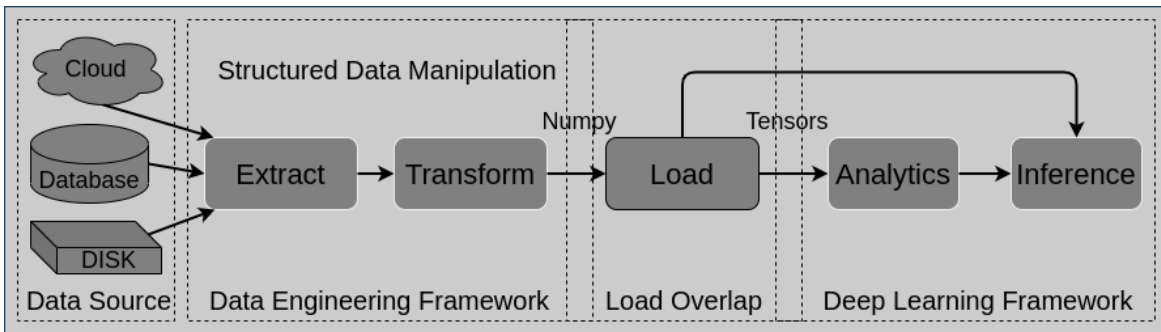 Cloud
Structured Data Manipulation
Numpy
Tensors
Database
Extract
Transform
Load
Analytics
Inference
DISK
Data Source
Data Engineering Framework
Load Overlap
Deep Learning Framework